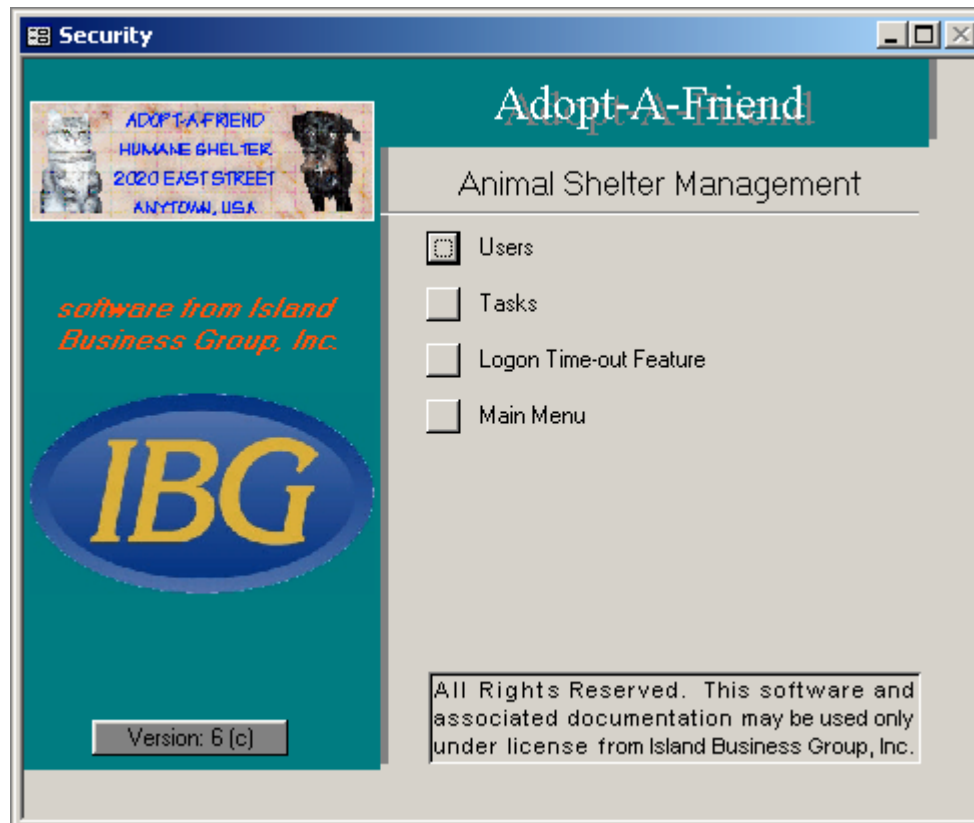 Security
ADOPT-A-FRIEND
HUMANE SHELTER
2020 EAST STREET
ANYTOWN, USA
Adopt-A-Friend
Animal Shelter Management
Users
Tasks
Logon Time-out Feature
Main Menu
software from Island
Business Group, Inc.
IBG
Version: 6 (c)
All Rights Reserved. This software and
associated documentation may be used only
under license from Island Business Group, Inc.